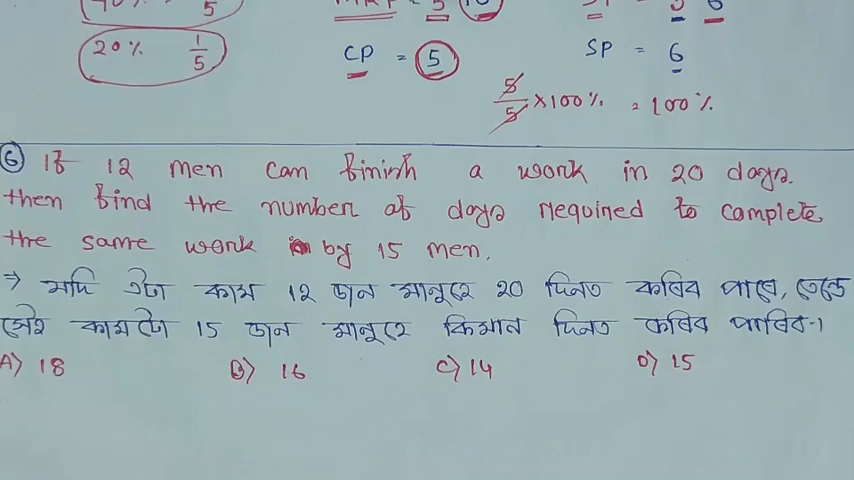 5
20% 1/5
CP = 5
SP = 6
5/5 ×100% = 100%
6 If 12 men can finish a work in 20 days.
then find the number of days required to complete
the same work by 15 men.
⇒ যদি এটা কাম 12 জন মানুহে 20 দিনত কৰিব পাৰে, তেন্তে
সেই কামটো 15 জন মানুহে কিমান দিনত কৰিব পাৰিব।
A) 18 B) 16 C) 14 D) 15